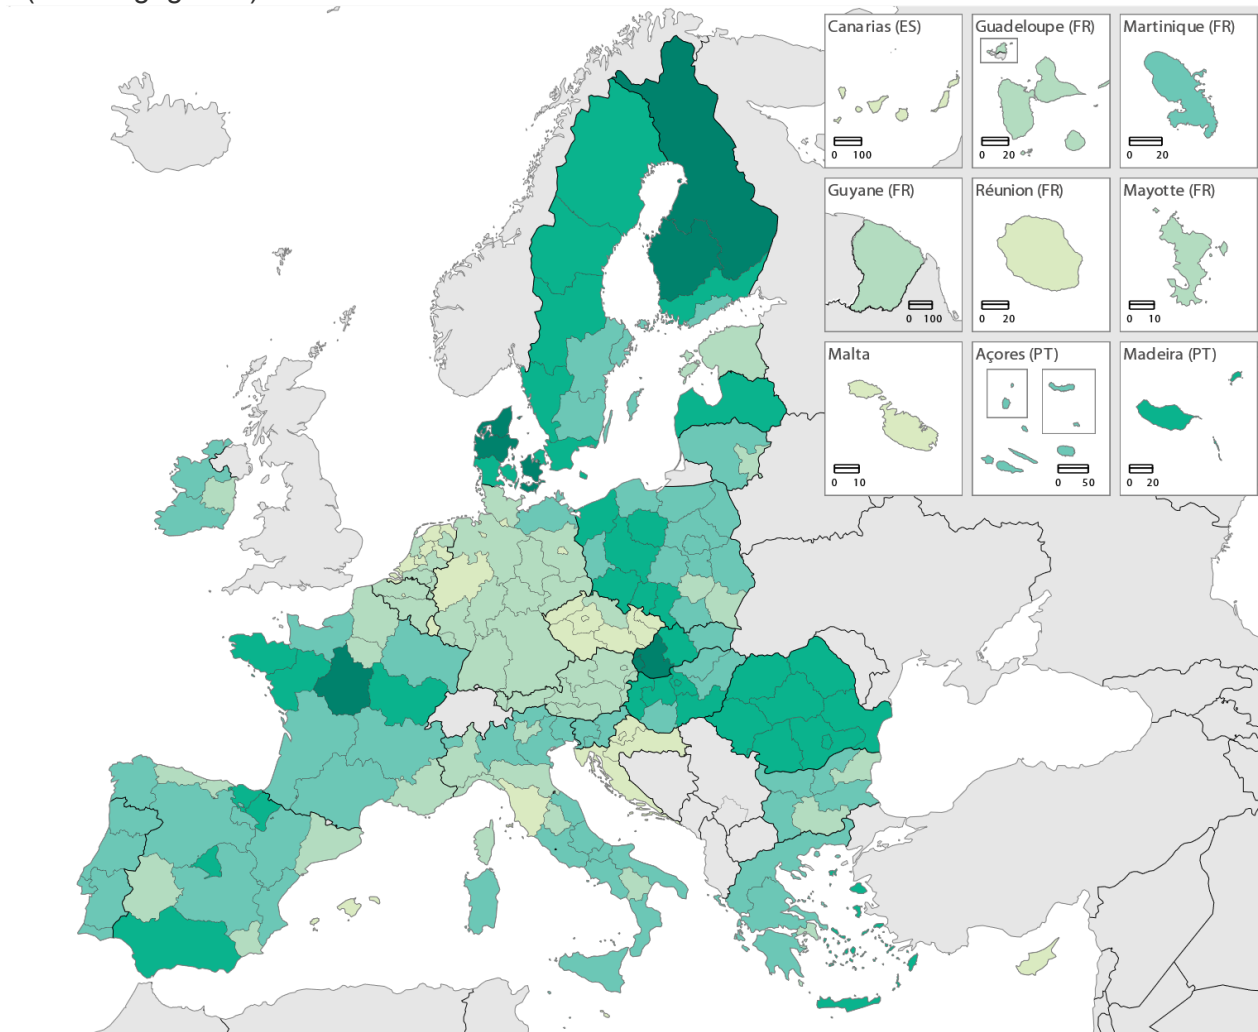 Canarias (ES)
0 100
Guadeloupe (FR)
0 20
Martinique (FR)
0 20
Guyane (FR)
0 100
Réunion (FR)
0 20
Mayotte (FR)
0 10
Malta
0 10
Açores (PT)
0 50
Madeira (PT)
0 20